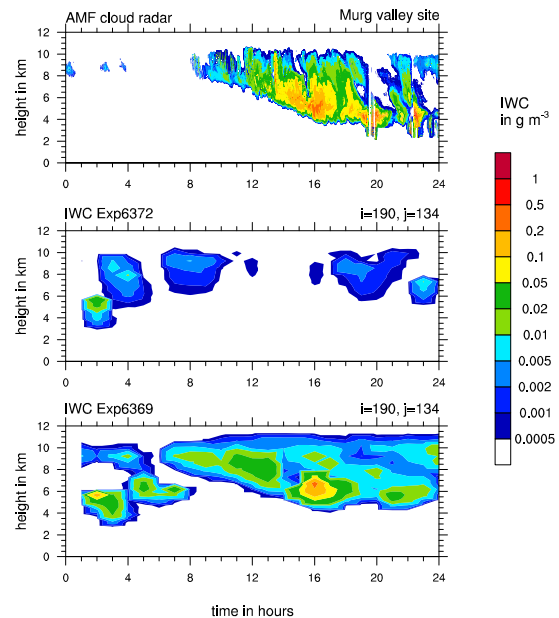 AMF cloud radar Murg valley site
12
10
8
6
4
2
0
height in km
0 4 8 12 16 20 24
IWC Exp6372 i=190, j=134
12
10
8
6
4
2
0
height in km
0 4 8 12 16 20 24
IWC Exp6369 i=190, j=134
12
10
8
6
4
2
0
height in km
0 4 8 12 16 20 24
time in hours
IWC
in g m⁻³
1
0.5
0.2
0.1
0.05
0.02
0.01
0.005
0.002
0.001
0.0005